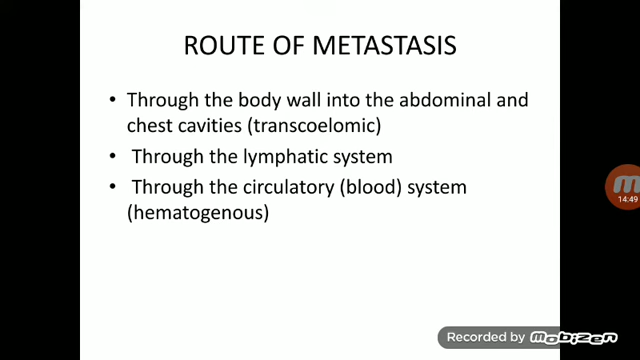 ROUTE OF METASTASIS
• Through the body wall into the abdominal and
chest cavities (transcoelomic)
• Through the lymphatic system
• Through the circulatory (blood) system
(hematogenous)
14:49
Recorded by mobizen